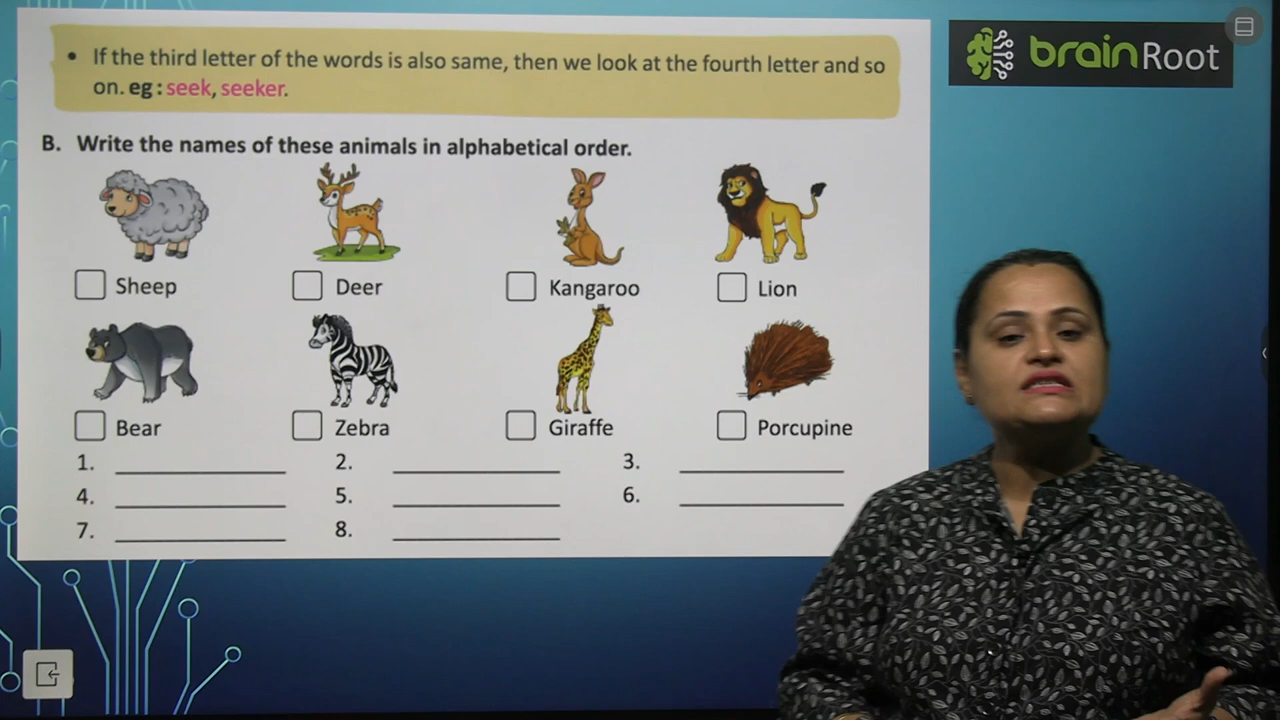 • If the third letter of the words is also same, then we look at the fourth letter and so
on. eg : seek, seeker.
brainRoot
B. Write the names of these animals in alphabetical order.
Sheep Deer Kangaroo Lion
Bear Zebra Giraffe Porcupine
1. 2. 3.
4. 5. 6.
7. 8.